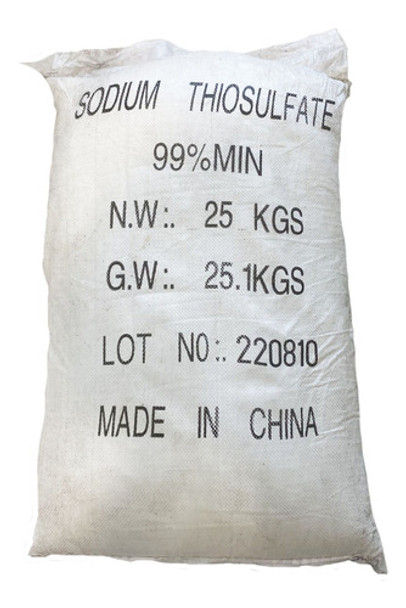 SODIUM THIOSULFATE
99%MIN
N.W:. 25 KGS
G.W:. 25.1KGS
LOT NO:. 220810
MADE IN CHINA